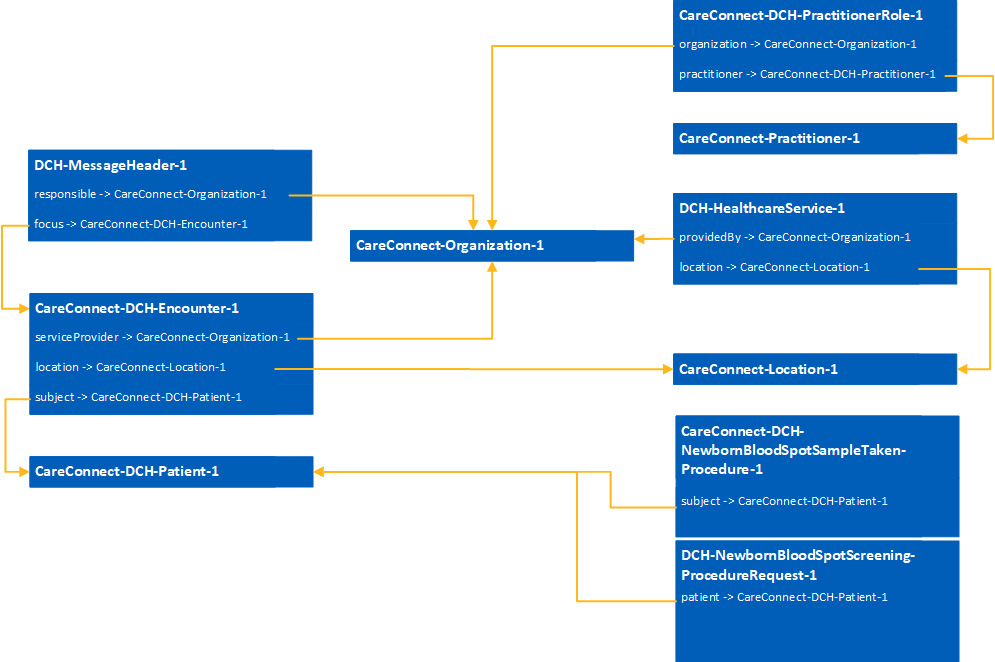 CareConnect-DCH-PractitionerRole-1
organization -> CareConnect-Organization-1
practitioner -> CareConnect-DCH-Practitioner-1
CareConnect-Practitioner-1
DCH-MessageHeader-1
responsible -> CareConnect-Organization-1
focus -> CareConnect-DCH-Encounter-1
DCH-HealthcareService-1
providedBy -> CareConnect-Organization-1
location -> CareConnect-Location-1
CareConnect-Organization-1
CareConnect-DCH-Encounter-1
serviceProvider -> CareConnect-Organization-1
location -> CareConnect-Location-1
subject -> CareConnect-DCH-Patient-1
CareConnect-Location-1
CareConnect-DCH-Patient-1
CareConnect-DCH-
NewbornBloodSpotSampleTaken-
Procedure-1
subject -> CareConnect-DCH-Patient-1
DCH-NewbornBloodSpotScreening-
ProcedureRequest-1
patient -> CareConnect-DCH-Patient-1